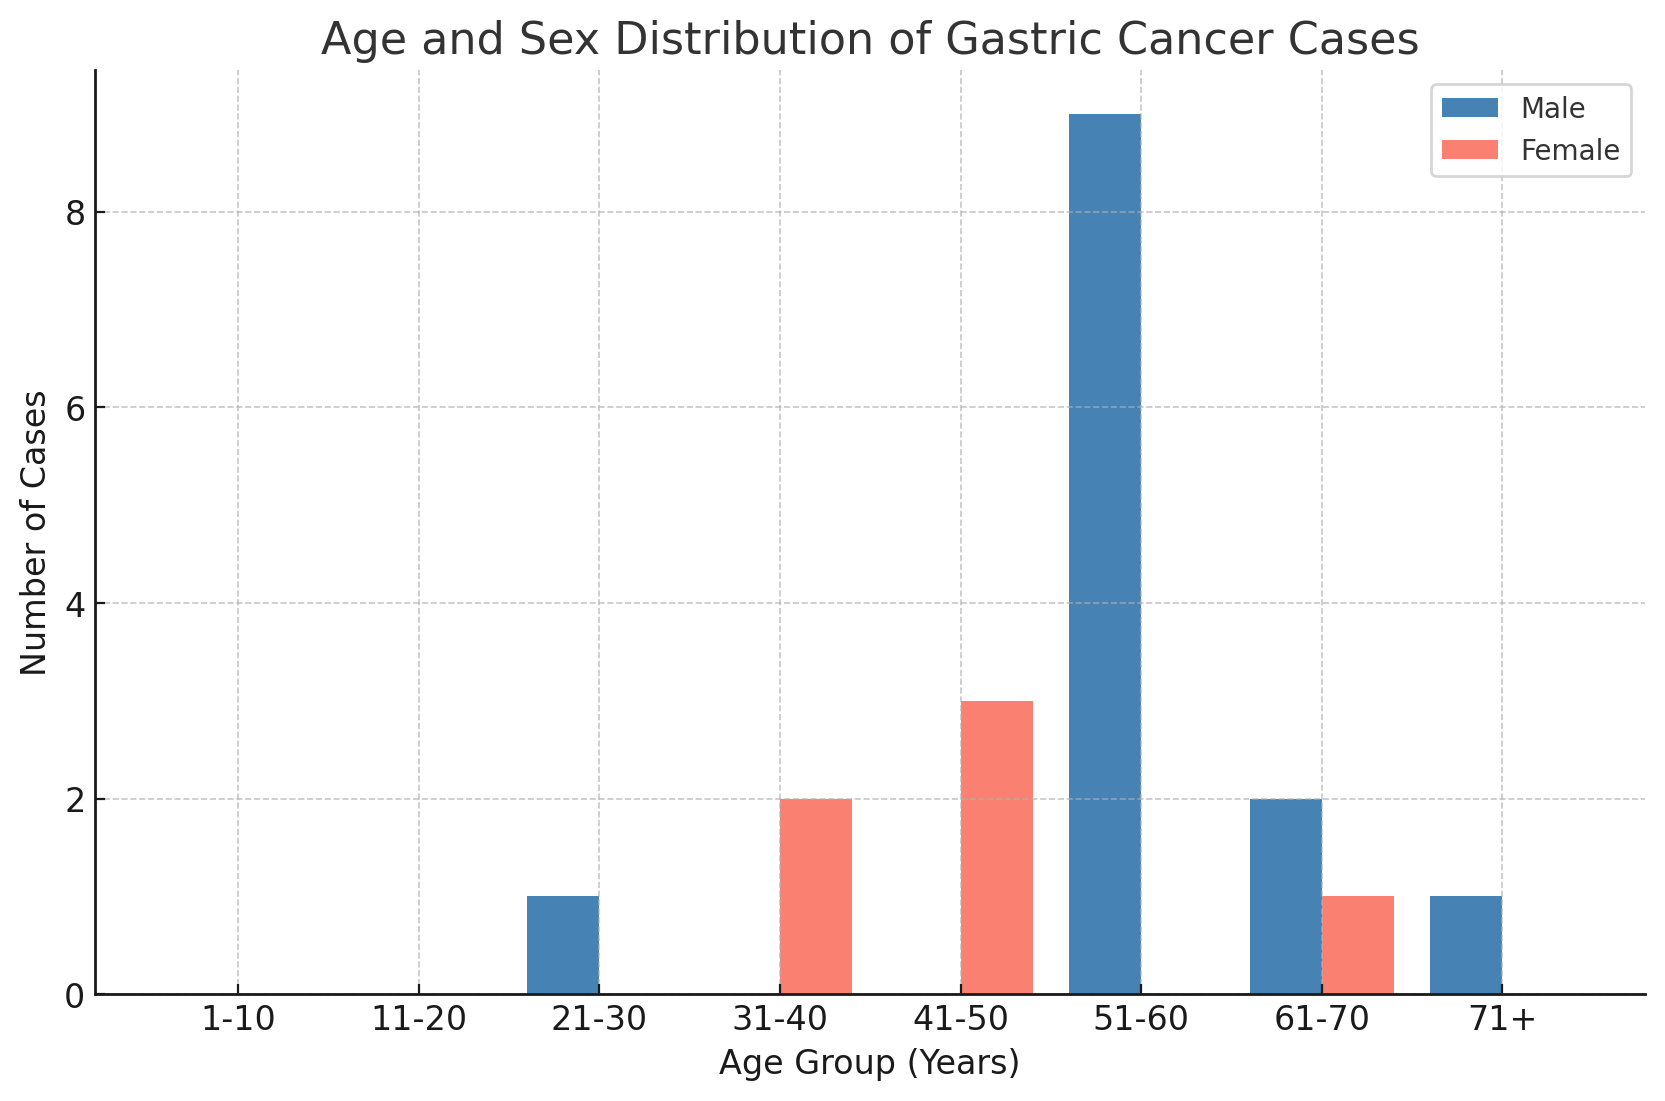 Age and Sex Distribution of Gastric Cancer Cases
Male
Female
Number of Cases
8
6
4
2
0
1-10 11-20 21-30 31-40 41-50 51-60 61-70 71+
Age Group (Years)